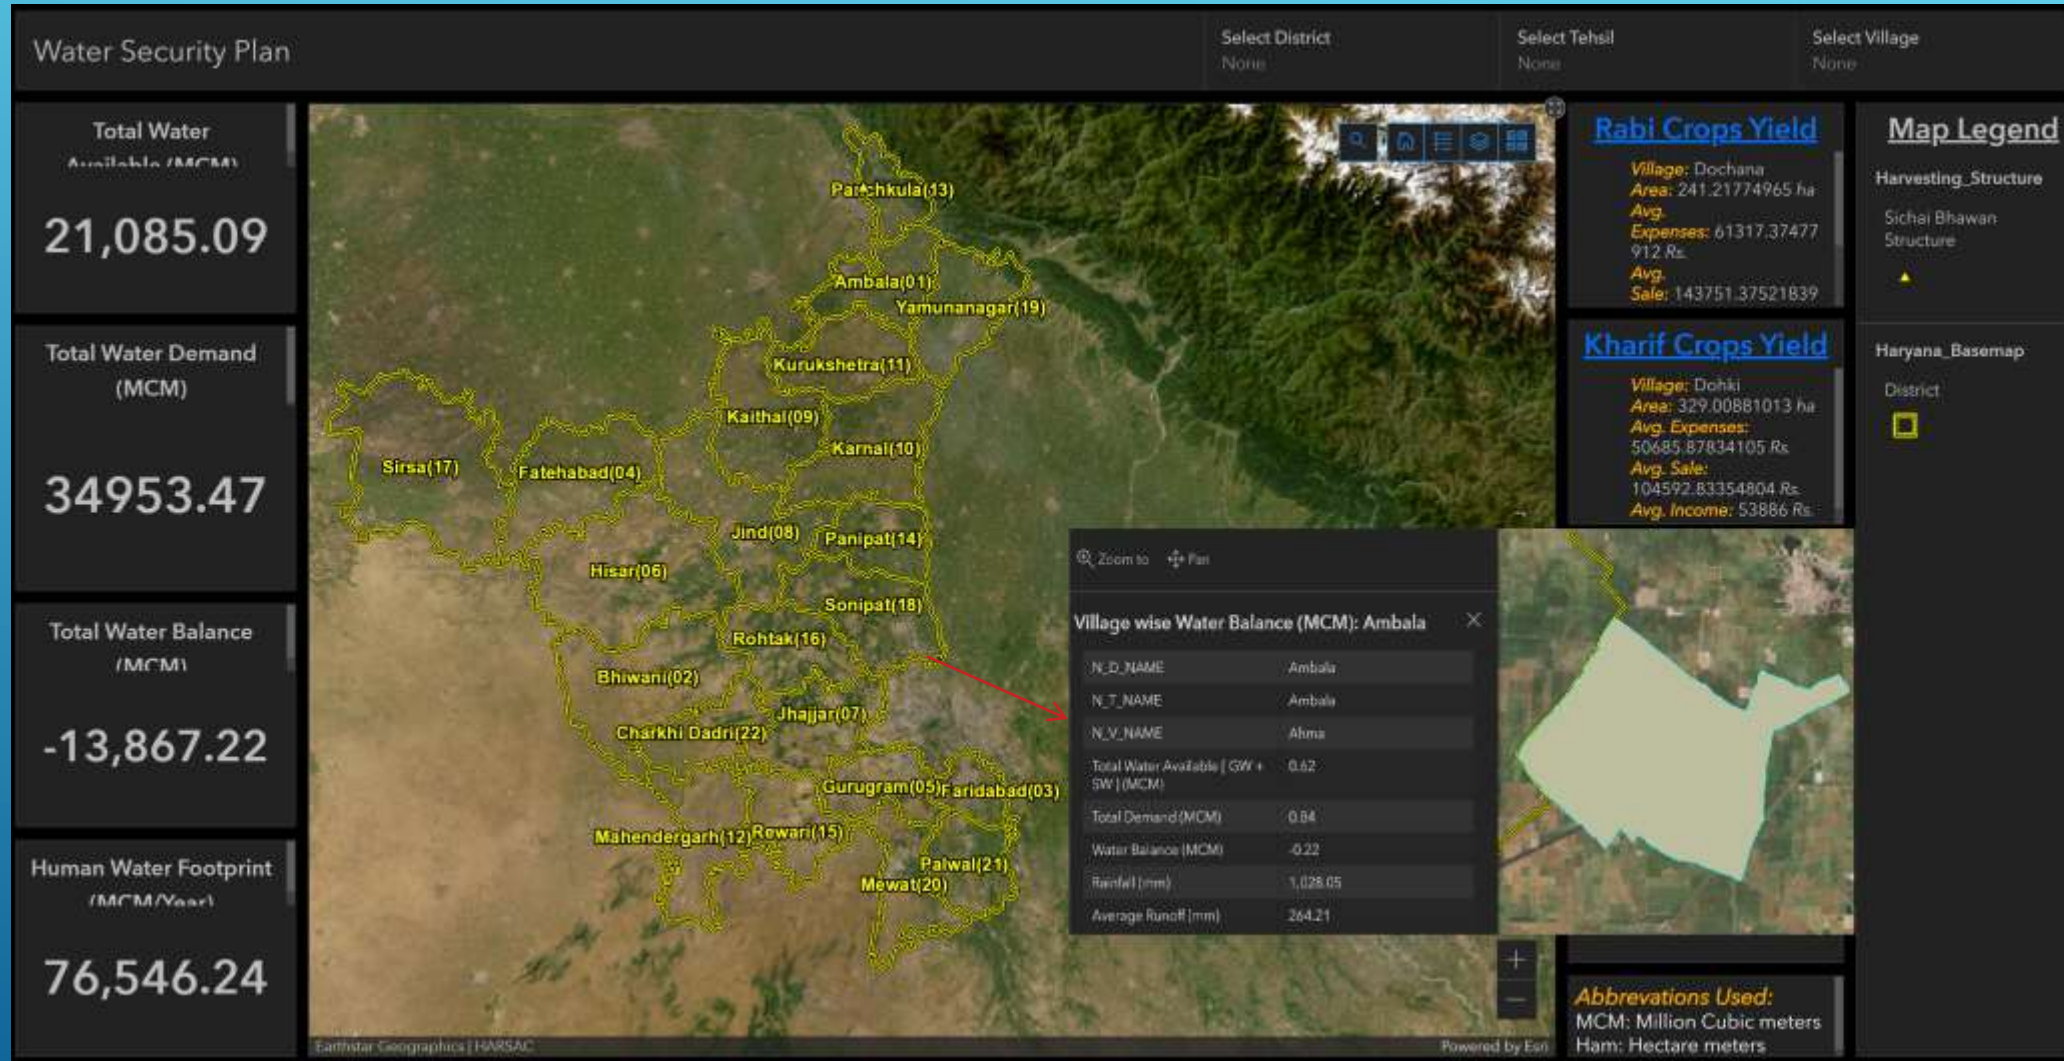 Water Security Plan
Select District
None
Select Tehsil
None
Select Village
None
Total Water
Available (MCM)
21,085.09
Total Water Demand
(MCM)
34953.47
Total Water Balance
(MCM)
-13,867.22
Human Water Footprint
(MCM/Year)
76,546.24
Panchkula(13)
Ambala(01)
Yamunanagar(19)
Kurukshetra(11)
Kaithal(09)
Karnal(10)
Sirsa(17)
Fatehabad(04)
Jind(08)
Panipat(14)
Hisar(06)
Sonipat(18)
Rohtak(16)
Bhiwani(02)
Jhajjar(07)
Charkhi Dadri(22)
Gurugram(05)
Faridabad(03)
Mahendergarh(12)
Rewari(15)
Palwal(21)
Mewat(20)
Earthstar Geographics | HARSAC
Powered by Esri
Zoom to
Pan
Village wise Water Balance (MCM): Ambala
N_D_NAME Ambala
N_T_NAME Ambala
N_V_NAME Ahma
Total Water Available [ GW + 0.62
SW ] (MCM)
Total Demand (MCM) 0.84
Water Balance (MCM) -0.22
Rainfall (mm) 1,028.05
Average Runoff (mm) 264.21
Rabi Crops Yield
Village: Dochana
Area: 241.21774965 ha
Avg.
Expenses: 61317.37477
912 Rs.
Avg.
Sale: 143751.37521839
Kharif Crops Yield
Village: Dohki
Area: 329.00881013 ha
Avg. Expenses:
50685.87834105 Rs.
Avg. Sale:
104592.83354804 Rs.
Avg. Income: 53886 Rs.
Abbrevations Used:
MCM: Million Cubic meters
Ham: Hectare meters
Map Legend
Harvesting_Structure
Sichai Bhawan
Structure
Haryana_Basemap
District